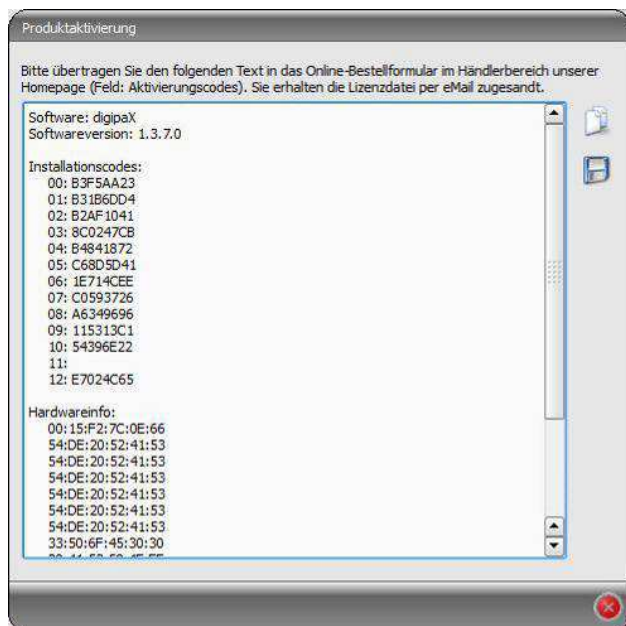 Produktaktivierung
Bitte übertragen Sie den folgenden Text in das Online-Bestellformular im Händlerbereich unserer
Homepage (Feld: Aktivierungscodes). Sie erhalten die Lizenzdatei per eMail zugesandt.
Software: digipaX
Softwareversion: 1.3.7.0
Installationscodes:
00: B3F5AA23
01: B31B6DD4
02: B2AF1041
03: 8C0247CB
04: B4841872
05: C68D5D41
06: 1E714CEE
07: C0593726
08: A6349696
09: 115313C1
10: 54396E22
11:
12: E7024C65
Hardwareinfo:
00:15:F2:7C:0E:66
54:DE:20:52:41:53
54:DE:20:52:41:53
54:DE:20:52:41:53
54:DE:20:52:41:53
54:DE:20:52:41:53
54:DE:20:52:41:53
33:50:6F:45:30:30